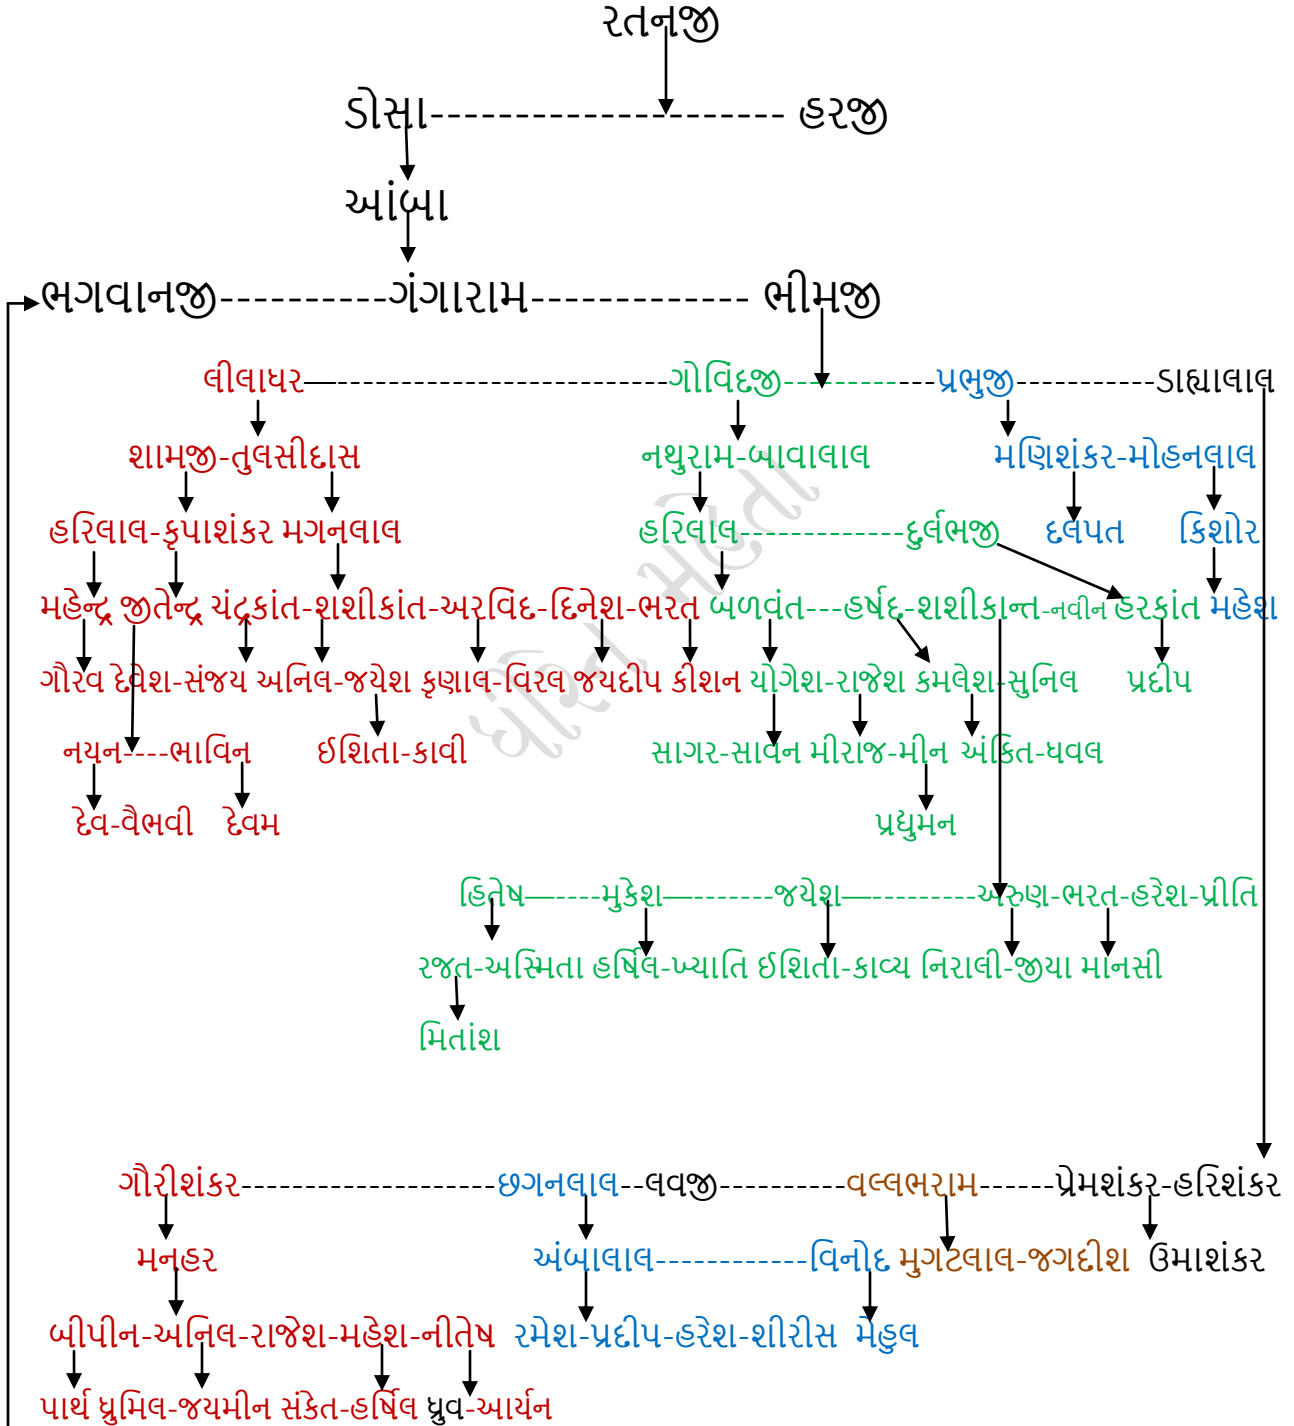 રતનજી
ડોસા---------------------- હરજી
આંબા
ભગવાનજી-----------ગંગારામ-------------- ભીમજી
લીલાધર—--------------------------ગોવિંદજી------------પ્રભુજી-----------ડાહ્યાલાલ
શામજી-તુલસીદાસ નથુરામ-બાવાલાલ મણિશંકર-મોહનલાલ
હરિલાલ-કૃપાશંકર મગનલાલ હરિલાલ-------------દુર્લભજી દલપત કિશોર
મહેન્દ્ર જીતેન્દ્ર ચંદ્રકાંત-શશીકાંત-અરવિંદ-દિનેશ-ભરત બળવંત---હર્ષદ-શશીકાન્ત-નવીન હરકાંત મહેશ
ગૌરવ દેવેશ-સંજય અનિલ-જયેશ કૃણાલ-વિરલ જયદીપ કીશન યોગેશ-રાજેશ કમલેશ-સુનિલ પ્રદીપ
નયન----ભાવિન ઈશિતા-કાવી સાગર-સાવન મીરાજ-મીન અંકિત-ધવલ
દેવ-વૈભવી દેવમ પ્રદ્યુમન
ધીરેન મહેતા
હિતેષ—----મુકેશ—-------જયેશ—---------અરુણ-ભરત-હરેશ-પ્રીતિ
રજત-અસ્મિતા હર્ષિલ-ખ્યાતિ ઈશિતા-કાવ્ય નિરાલી-જીયા માનસી
મિતાંશ
ગૌરીશંકર--------------------છગનલાલ--લવજી----------વલ્લભરામ------પ્રેમશંકર-હરિશંકર
મનહર અંબાલાલ------------વિનોદ મુગટલાલ-જગદીશ ઉમાશંકર
બીપીન-અનિલ-રાજેશ-મહેશ-નીતેષ રમેશ-પ્રદીપ-હરેશ-શીરીસ મેહુલ
પાર્થ ધ્રુમિલ-જયમીન સંકેત-હર્ષિલ ધ્રુવ-આર્યન